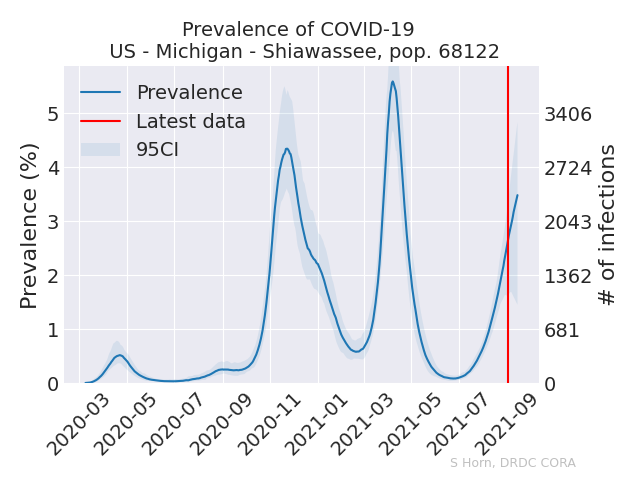 Prevalence of COVID-19
US - Michigan - Shiawassee, pop. 68122
Prevalence
Latest data
95CI
Prevalence (%)
5
4
3
2
1
0
3406
2724
2043
1362
681
0
# of infections
2020-03
2020-05
2020-07
2020-09
2020-11
2021-01
2021-03
2021-05
2021-07
2021-09
S Horn, DRDC CORA